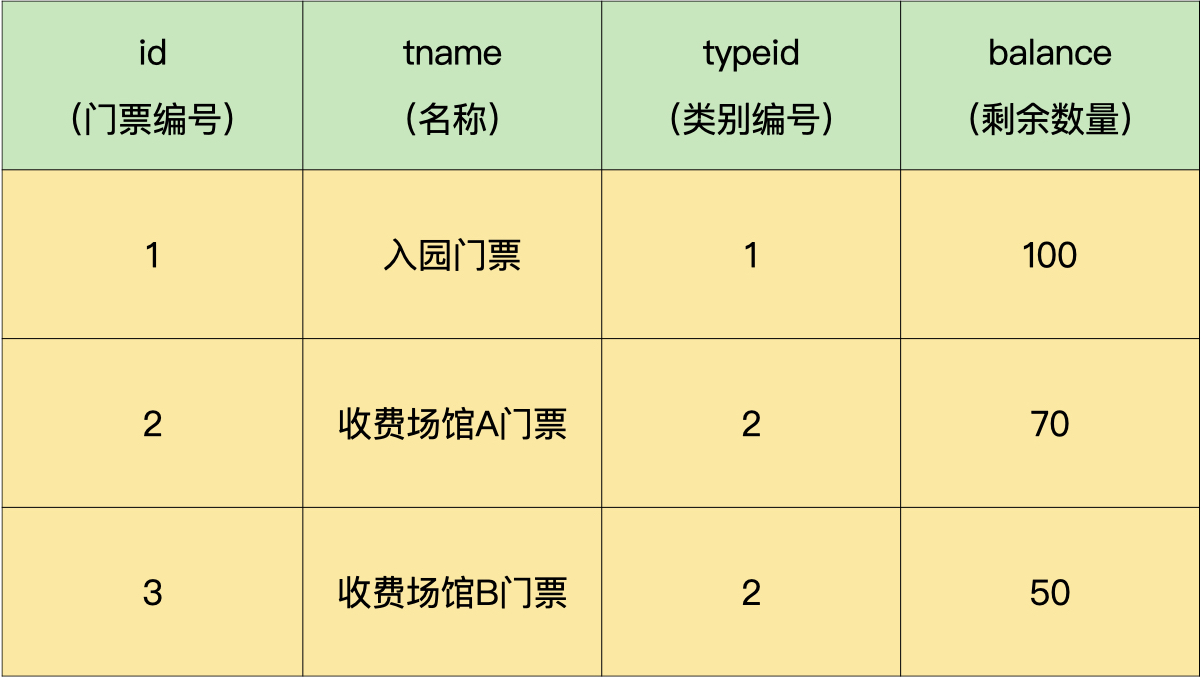 id tname typeid balance
（门票编号） （名称） （类别编号） （剩余数量）
1 入园门票 1 100
2 收费场馆A门票 2 70
3 收费场馆B门票 2 50